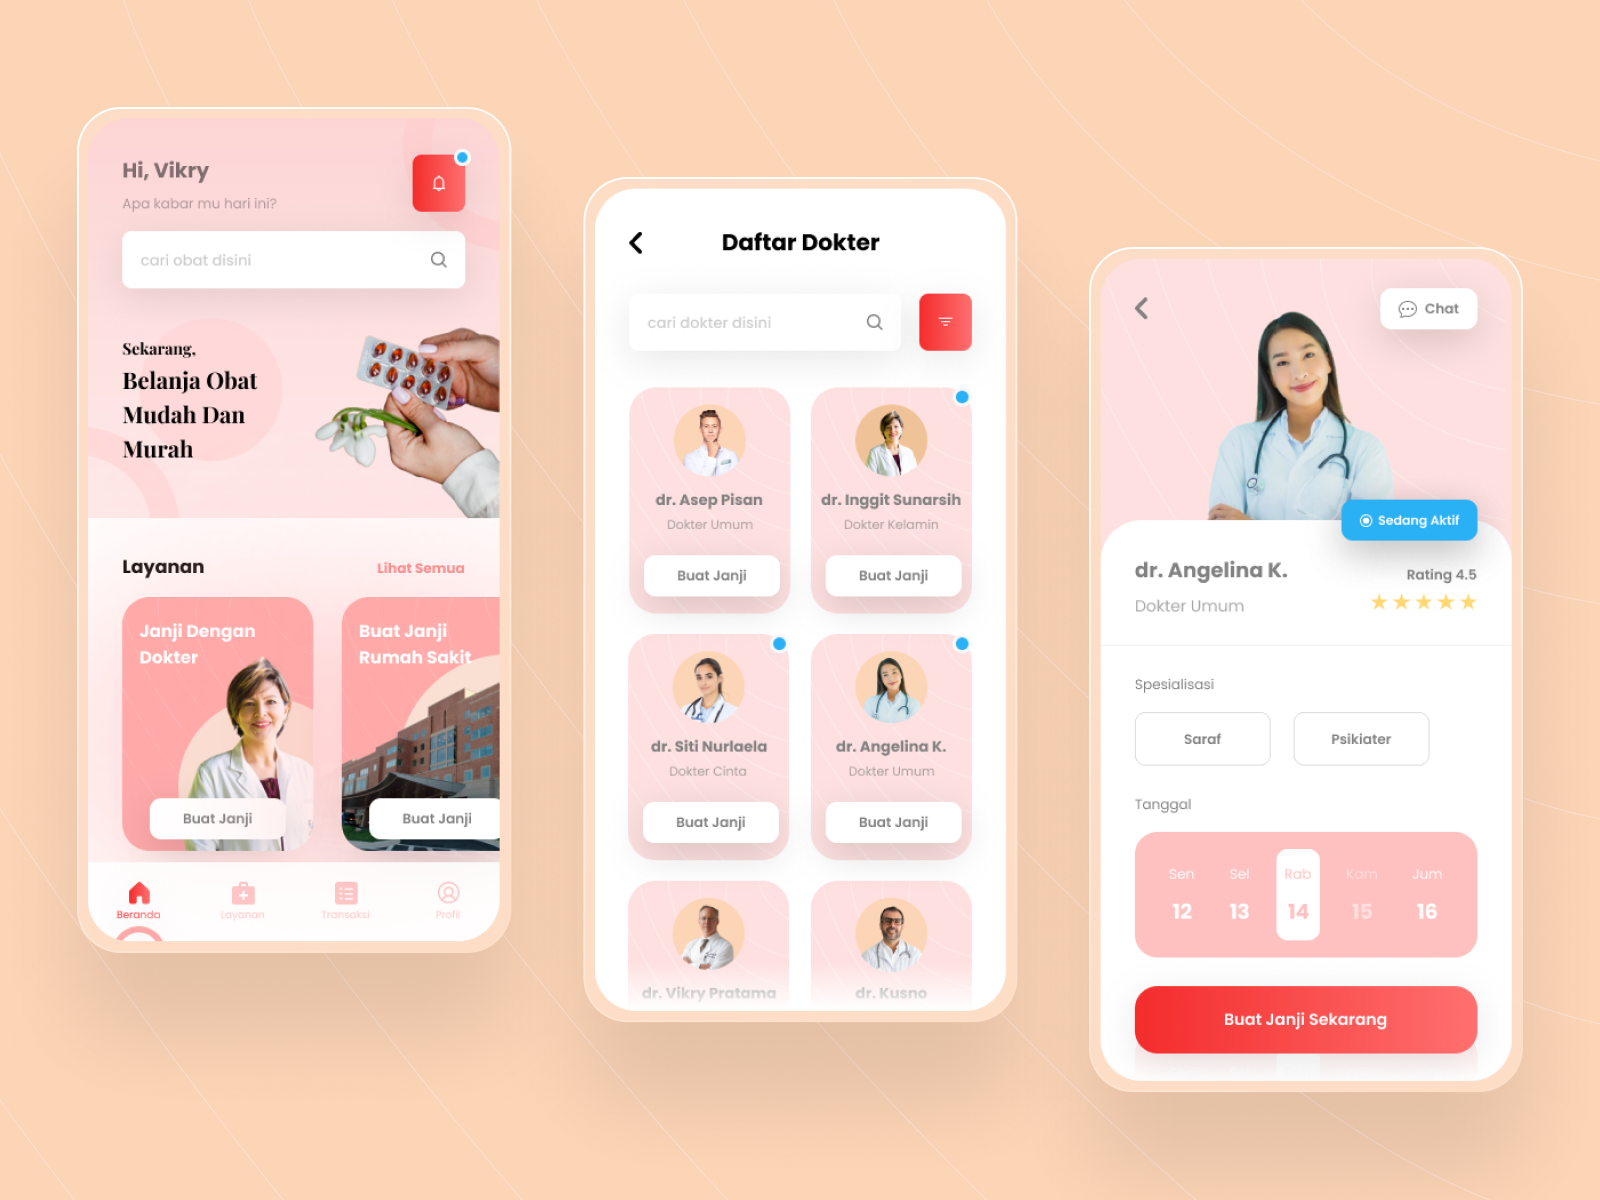 Hi, Vikry
Apa kabar mu hari ini?
cari obat disini
Sekarang,
Belanja Obat
Mudah Dan
Murah
Layanan
Lihat Semua
Janji Dengan
Dokter
Buat Janji
Buat Janji
Rumah Sakit
Buat Janji
Beranda
Layanan
Transaksi
Profil
Daftar Dokter
cari dokter disini
dr. Asep Pisan
Dokter Umum
Buat Janji
dr. Inggit Sunarsih
Dokter Kelamin
Buat Janji
dr. Siti Nurlaela
Dokter Cinta
Buat Janji
dr. Angelina K.
Dokter Umum
Buat Janji
dr. Vikry Pratama
dr. Kusno
Chat
Sedang Aktif
dr. Angelina K.
Rating 4.5
Dokter Umum
Spesialisasi
Saraf
Psikiater
Tanggal
Sen Sel Rab Kam Jum
12 13 14 15 16
Buat Janji Sekarang